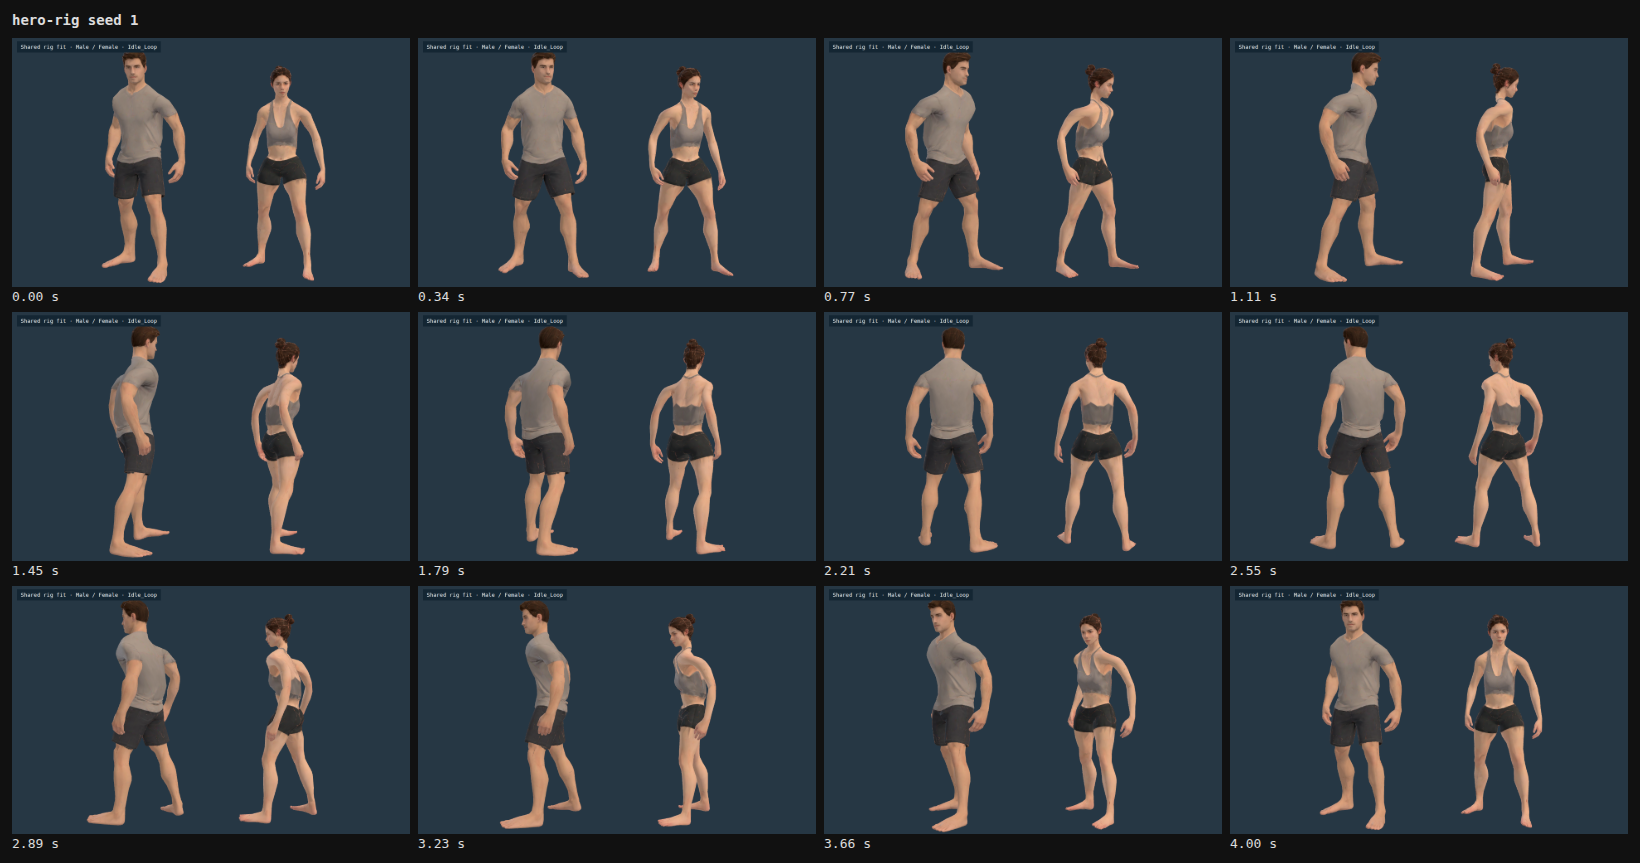 hero-rig seed 1
Shared rig fit - Male / Female - Idle_Loop
Shared rig fit - Male / Female - Idle_Loop
Shared rig fit - Male / Female - Idle_Loop
Shared rig fit - Male / Female - Idle_Loop
0.00 s
0.34 s
0.77 s
1.11 s
Shared rig fit - Male / Female - Idle_Loop
Shared rig fit - Male / Female - Idle_Loop
Shared rig fit - Male / Female - Idle_Loop
Shared rig fit - Male / Female - Idle_Loop
1.45 s
1.79 s
2.21 s
2.55 s
Shared rig fit - Male / Female - Idle_Loop
Shared rig fit - Male / Female - Idle_Loop
Shared rig fit - Male / Female - Idle_Loop
Shared rig fit - Male / Female - Idle_Loop
2.89 s
3.23 s
3.66 s
4.00 s